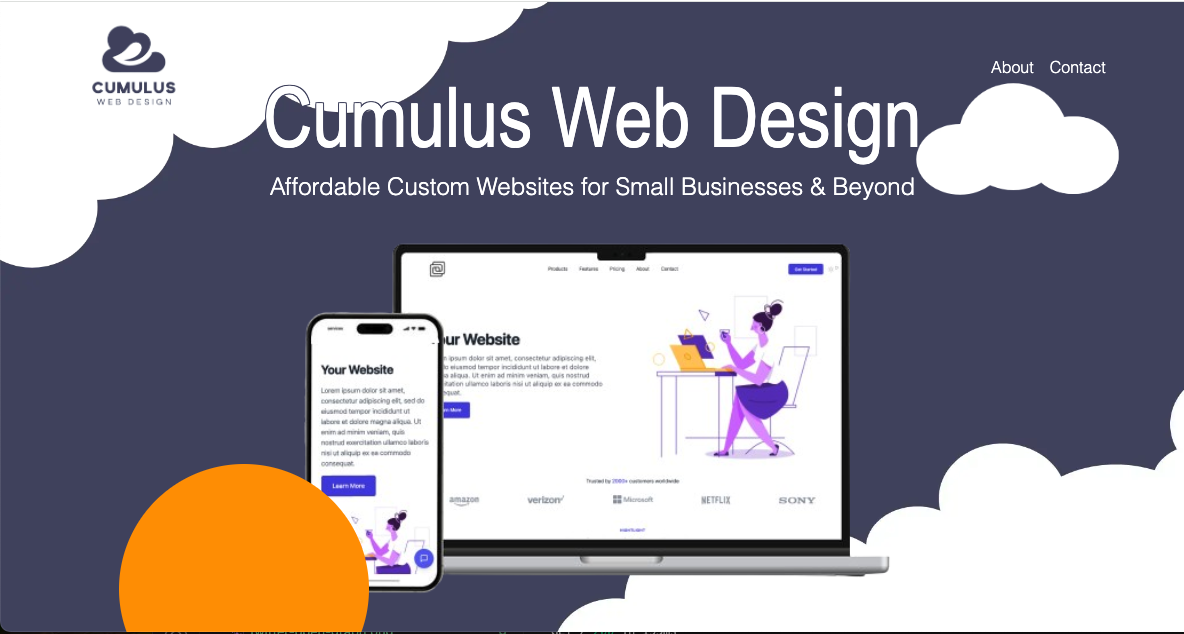 CUMULUS
WEB DESIGN
About Contact
Cumulus Web Design
Affordable Custom Websites for Small Businesses & Beyond
Products Features Pricing About Contact
Get Started
our Website
ipsum dolor sit amet, consectetur adipiscing elit,
eiusmod tempor incididunt ut labore et dolore
aliqua. Ut enim ad minim veniam, quis nostrud
itation ullamco laboris nisi ut aliquip ex ea commodo
More
Trusted by 2000+ customers worldwide
amazon verizon Microsoft NETFLIX SONY
Your Website
Lorem ipsum dolor sit amet,
consectetur adipiscing elit, sed do
eiusmod tempor incididunt ut
labore et dolore magna aliqua. Ut
enim ad minim veniam, quis
nostrud exercitation ullamco laboris
nisi ut aliquip ex ea commodo
consequat.
Learn More